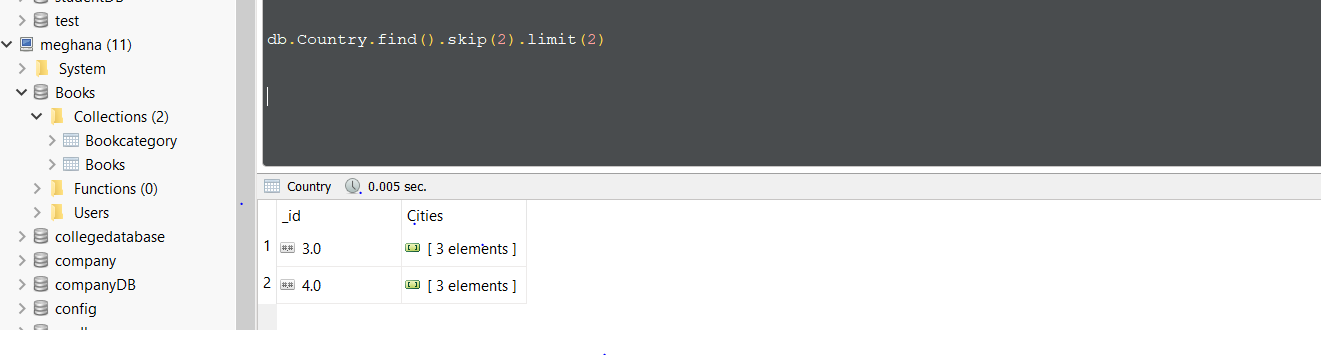 test
meghana (11)
System
Books
Collections (2)
Bookcategory
Books
Functions (0)
Users
collegedatabase
company
companyDB
config
db.Country.find().skip(2).limit(2)
Country 0.005 sec.
_id Cities
1 3.0 [ 3 elements ]
2 4.0 [ 3 elements ]